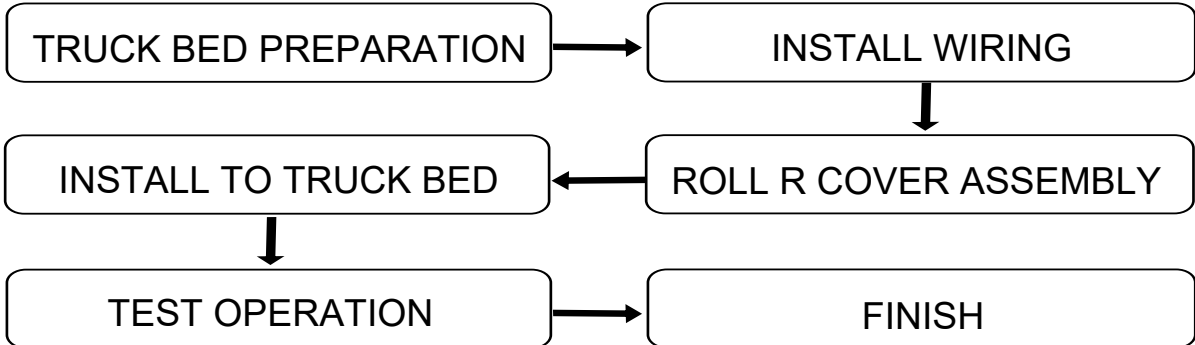 TRUCK BED PREPARATION
INSTALL WIRING
ROLL R COVER ASSEMBLY
INSTALL TO TRUCK BED
TEST OPERATION
FINISH